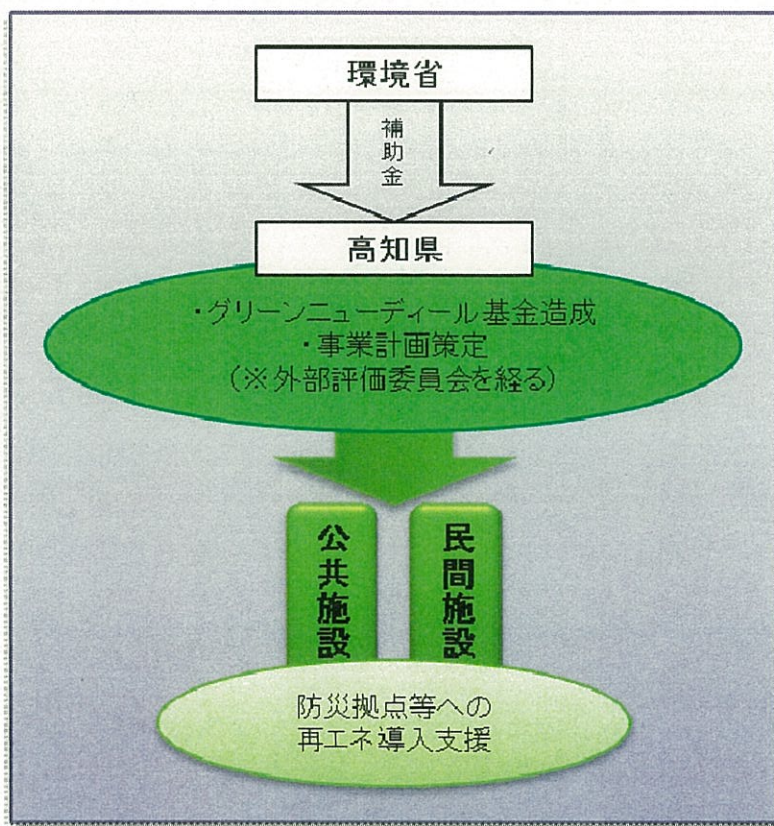 環境省
補助金
高知県
・グリーンニューディール基金造成
・事業計画策定
(※外部評価委員会を経る)
公共施設
民間施設
防災拠点等への
再エネ導入支援